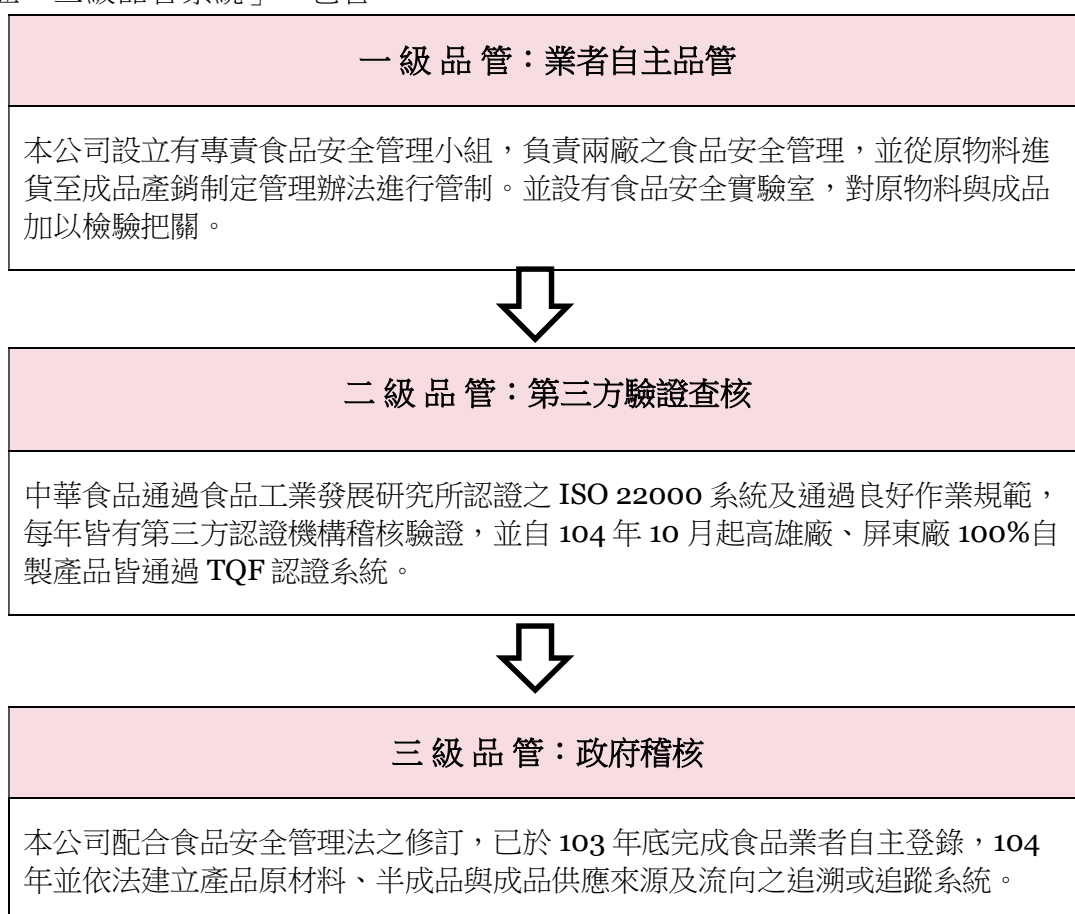 一 級 品 管：業者自主品管
本公司設立有專責食品安全管理小組，負責兩廠之食品安全管理，並從原物料進
貨至成品產銷制定管理辦法進行管制。並設有食品安全實驗室，對原物料與成品
加以檢驗把關。
二 級 品 管：第三方驗證查核
中華食品通過食品工業發展研究所認證之 ISO 22000 系統及通過良好作業規範，
每年皆有第三方認證機構稽核驗證，並自 104 年 10 月起高雄廠、屏東廠 100%自
製產品皆通過 TQF 認證系統。
三 級 品 管：政府稽核
本公司配合食品安全管理法之修訂，已於 103 年底完成食品業者自主登錄，104
年並依法建立產品原材料、半成品與成品供應來源及流向之追溯或追蹤系統。